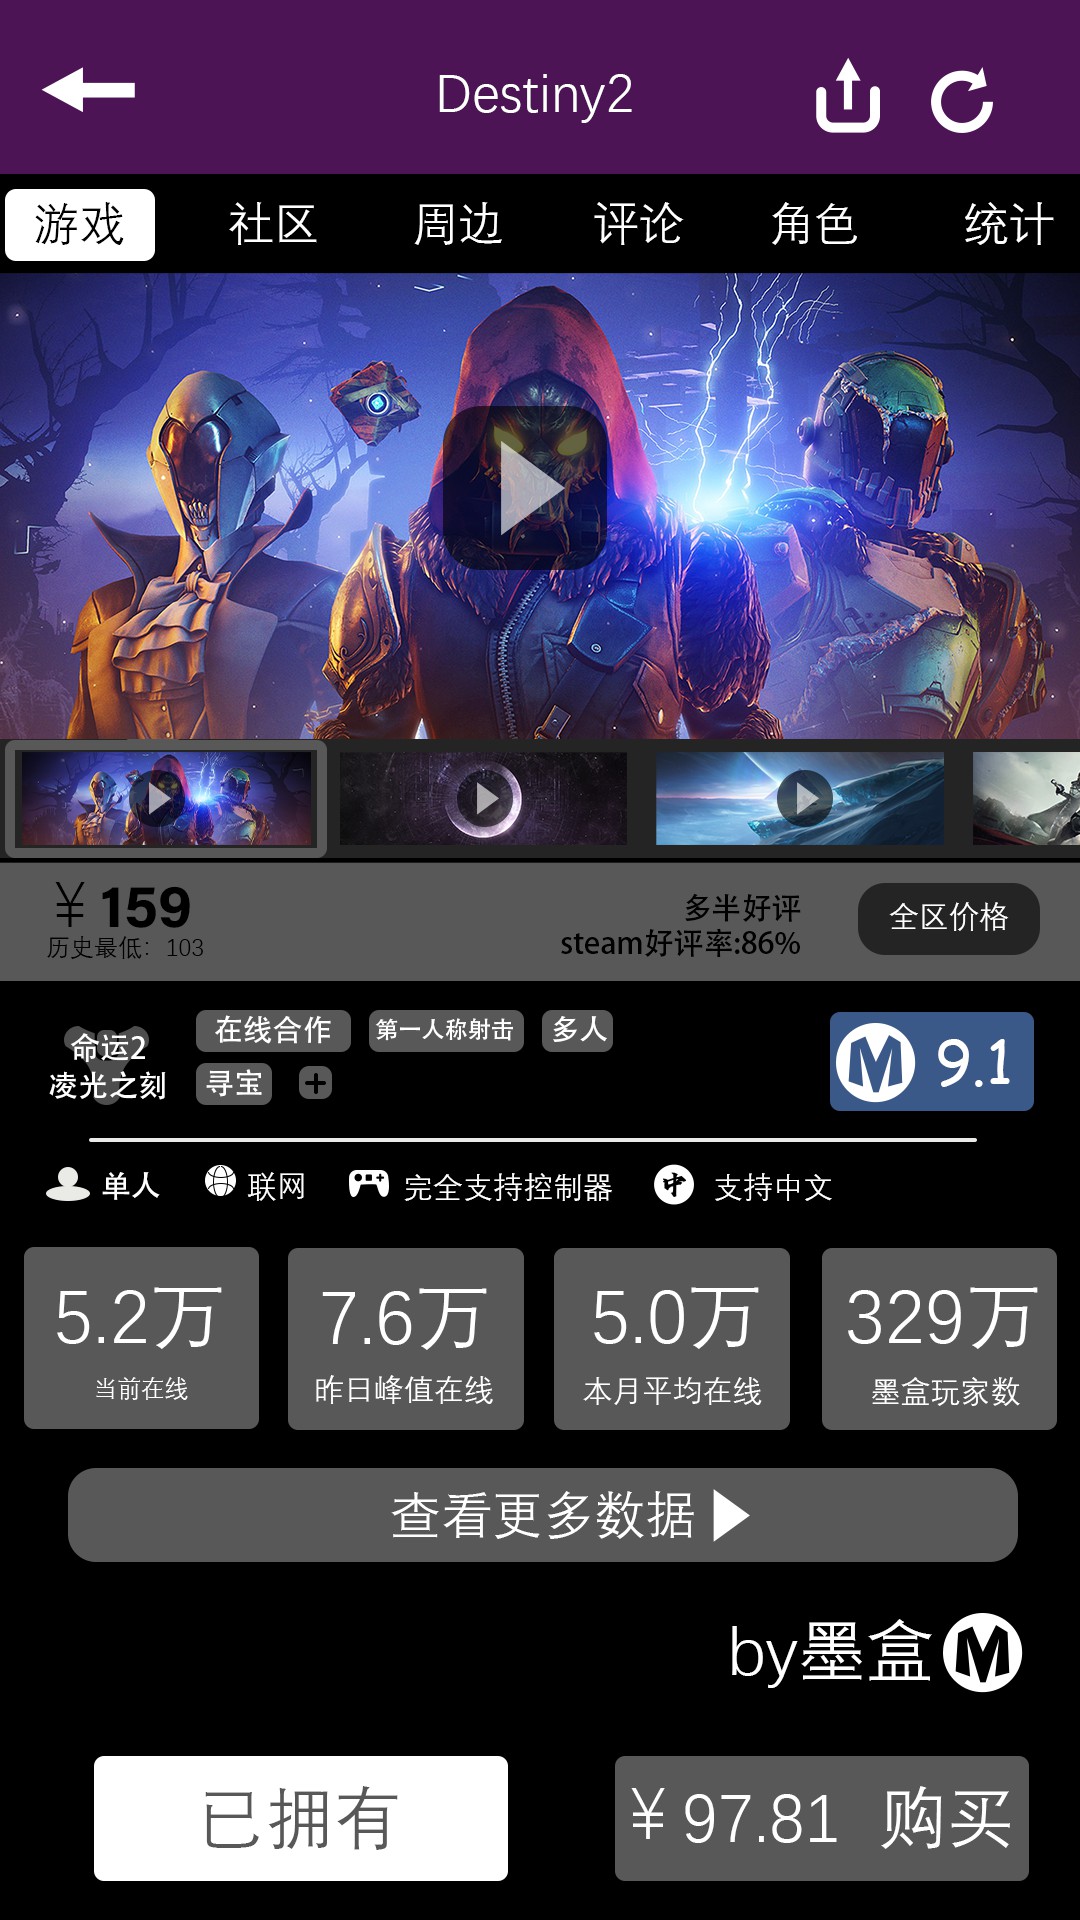 Destiny2
游戏 社区 周边 评论 角色 统计
¥ 159
历史最低：103
多半好评
steam好评率:86%
全区价格
命运2
凌光之刻
在线合作 第一人称射击 多人
寻宝 +
M 9.1
单人 联网 完全支持控制器 中 支持中文
5.2万 7.6万 5.0万 329万
当前在线 昨日峰值在线 本月平均在线 墨盒玩家数
查看更多数据
by墨盒 M
已拥有 ¥97.81 购买